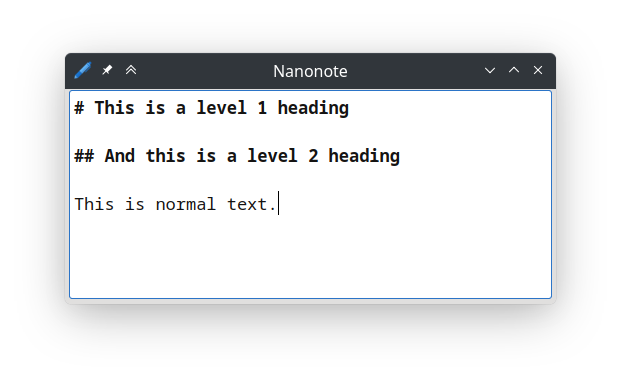 Nanonote
# This is a level 1 heading
## And this is a level 2 heading
This is normal text.